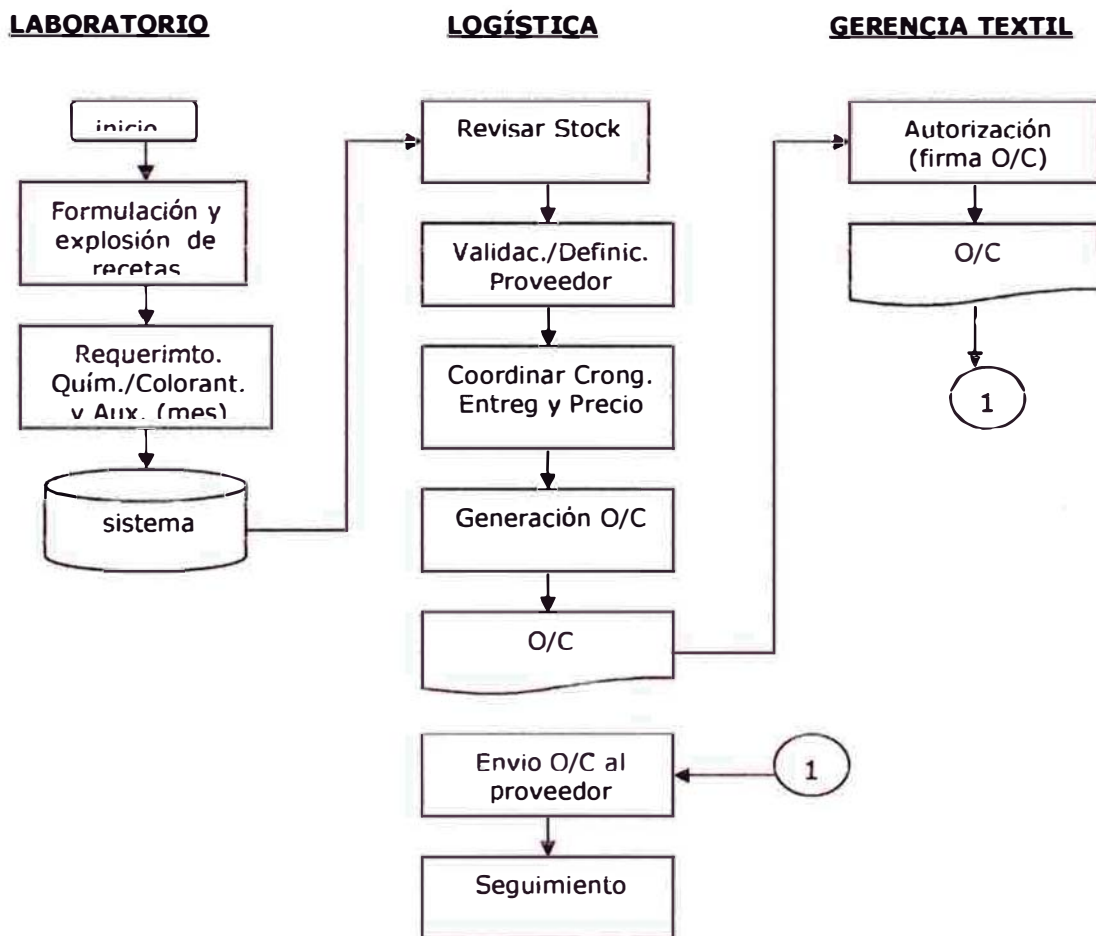 LABORATORIO
inicio
Formulación y
explosión de
recetas
Requerimto.
Quím./Colorant.
y Aux. (mes)
sistema
LOGÍSTICA
Revisar Stock
Validac./Definic.
Proveedor
Coordinar Crong.
Entreg y Precio
Generación O/C
O/C
Envio O/C al
proveedor
Seguimiento
1
GERENCIA TEXTIL
Autorización
(firma O/C)
O/C
1